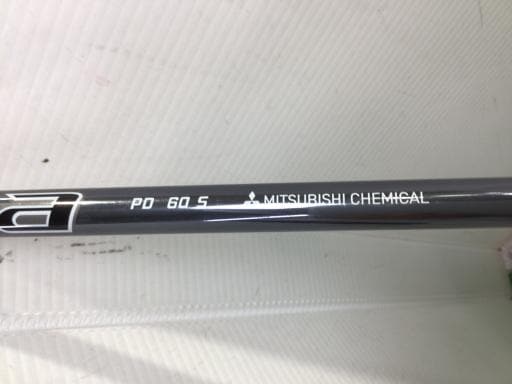 PD 60 S MITSUBISHI CHEMICAL